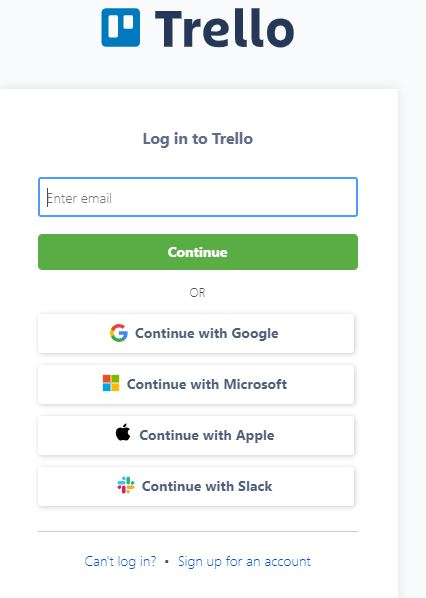 Trello
Log in to Trello
Enter email
Continue
OR
Continue with Google
Continue with Microsoft
Continue with Apple
Continue with Slack
Can't log in? • Sign up for an account